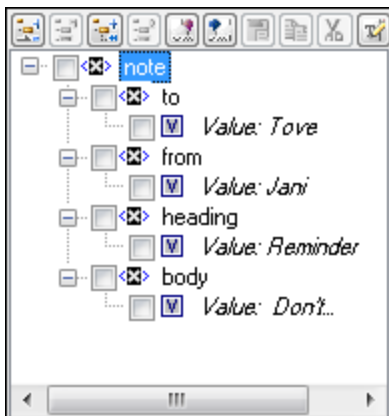 note
to
Value: Tove
from
Value: Jani
heading
Value: Reminder
body
Value: Don't...